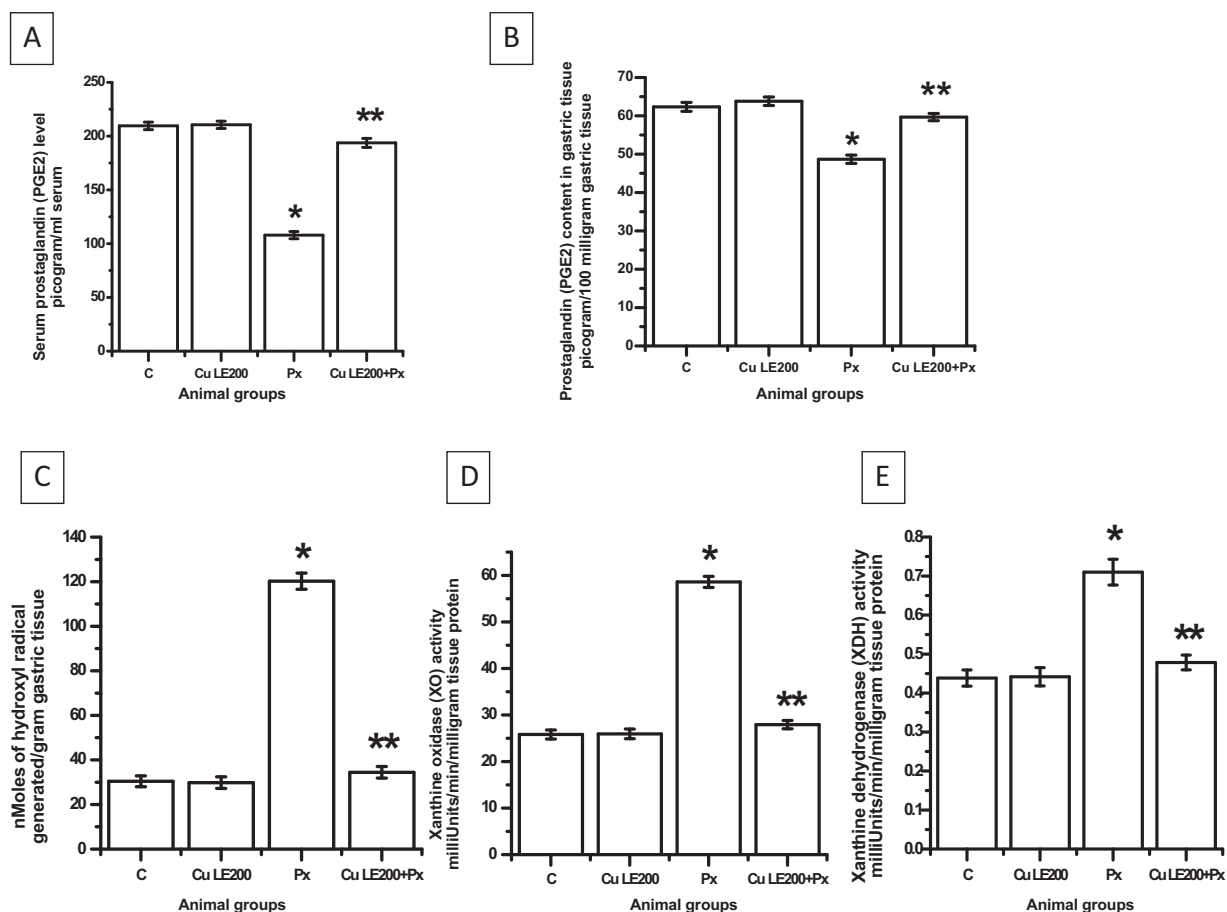 A
Serum prostaglandin (PGE2) level
picogram/ml serum
250
200
150
100
50
0
*
**
C
Cu LE200
Px
Cu LE200+Px
Animal groups
B
Prostaglandin (PGE2) content in gastric tissue
picogram/100 milligram gastric tissue
70
60
50
40
30
20
10
0
*
**
C
Cu LE200
Px
Cu LE200+Px
Animal groups
C
nMoles of hydroxyl radical
generated/gram gastric tissue
140
120
100
80
60
40
20
0
*
**
C
Cu LE200
Px
Cu LE200+Px
Animal groups
D
Xanthine oxidase (XO) activity
milliUnits/min/milligram tissue protein
60
50
40
30
20
10
0
*
**
C
Cu LE200
Px
Cu LE200+Px
Animal groups
E
Xanthine dehydrogenase (XDH) activity
milliUnits/min/milligram tissue protein
0.8
0.7
0.6
0.5
0.4
0.3
0.2
0.1
0.0
*
**
C
Cu LE200
Px
Cu LE200+Px
Animal groups